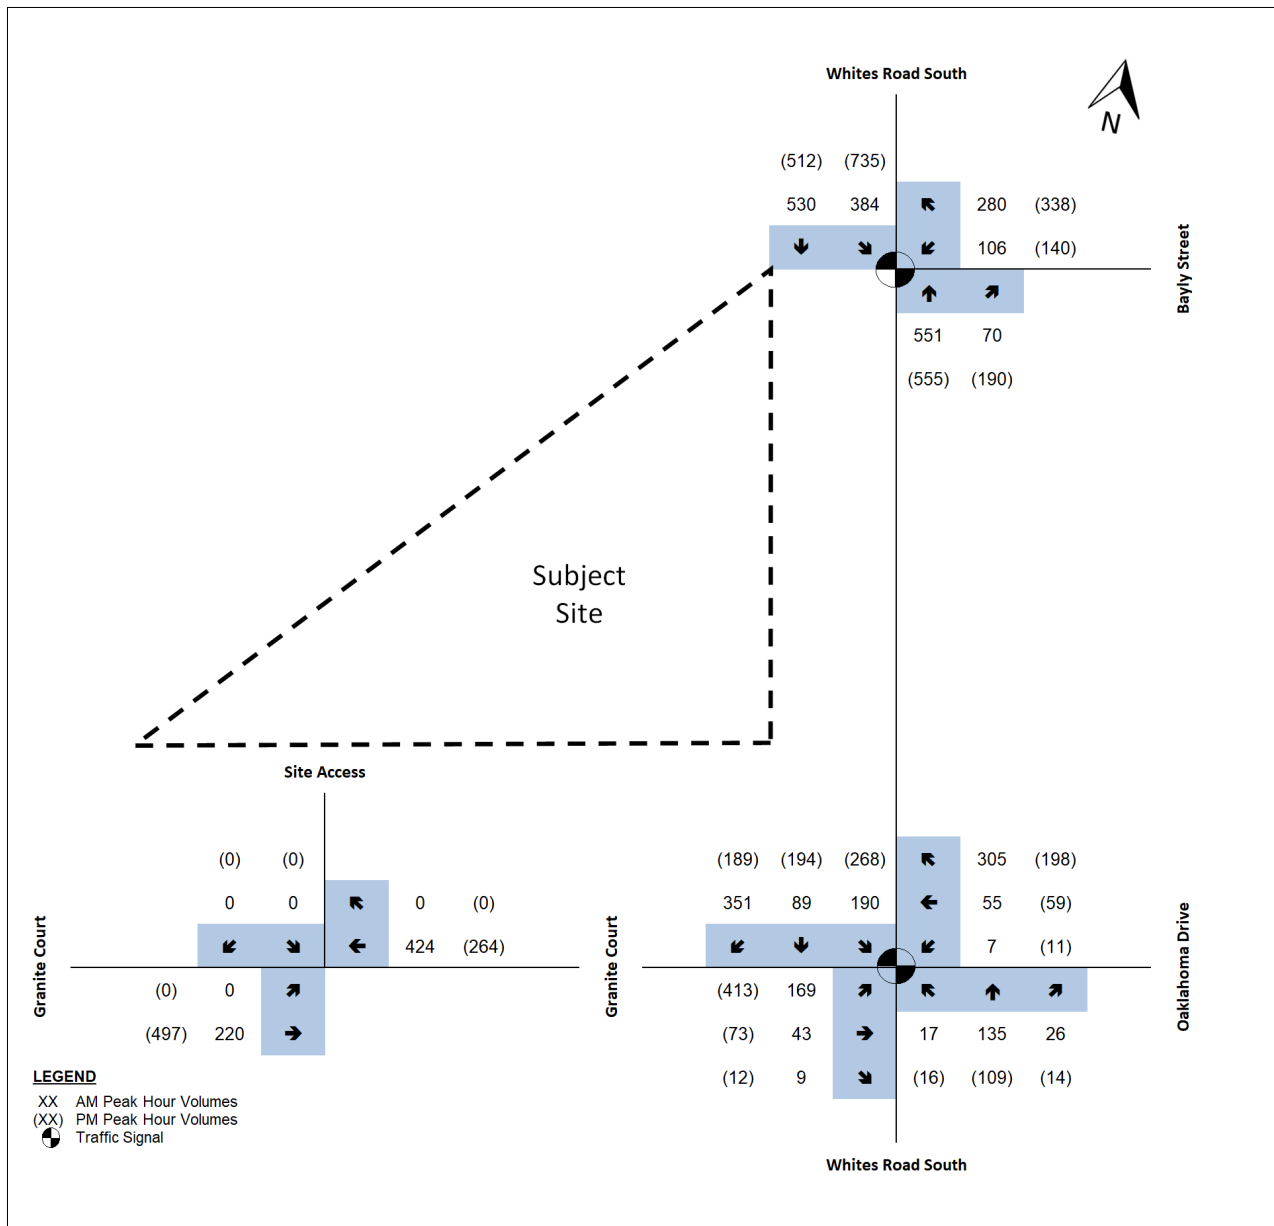 Whites Road South
N
(512) (735)
530 384 280 (338)
106 (140)
Bayly Street
551 70
(555) (190)
Subject
Site
Site Access
(0) (0)
0 0 0 (0)
424 (264)
Granite Court
(0) 0
(497) 220
(189) (194) (268) 305 (198)
351 89 190 55 (59)
7 (11)
Granite Court
Oaklahoma Drive
(413) 169
(73) 43 17 135 26
(12) 9 (16) (109) (14)
Whites Road South
LEGEND
XX AM Peak Hour Volumes
(XX) PM Peak Hour Volumes
Traffic Signal